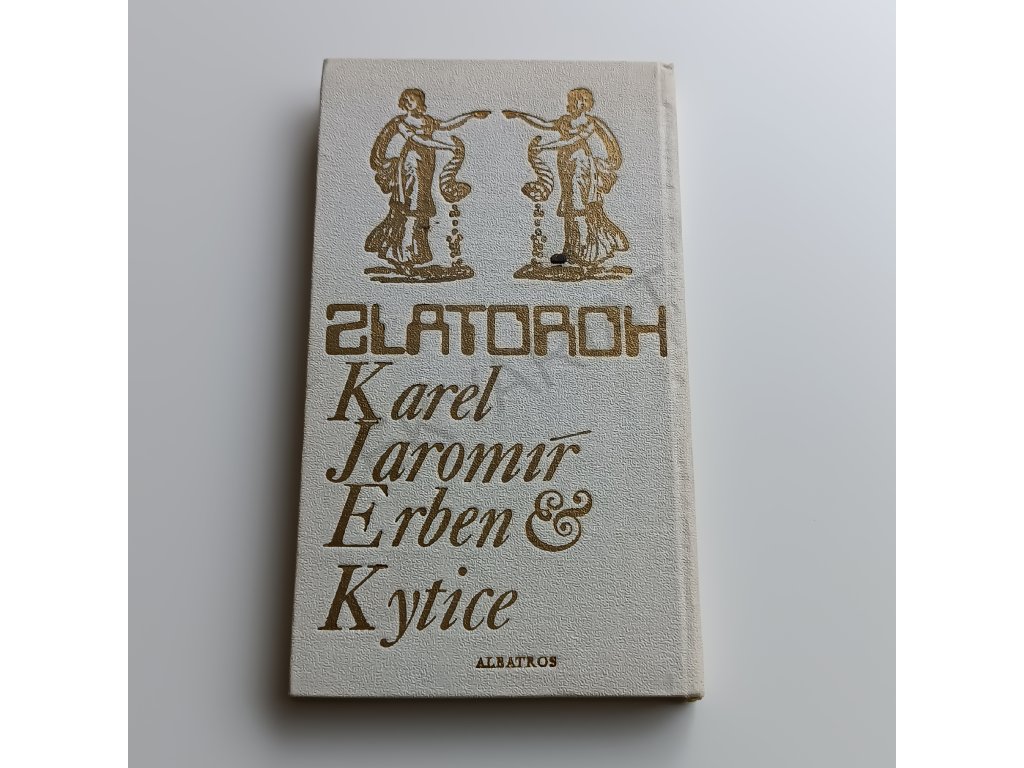 ZLATOROH
Karel
Jaromír
Erben &
Kytice
ALBATROS